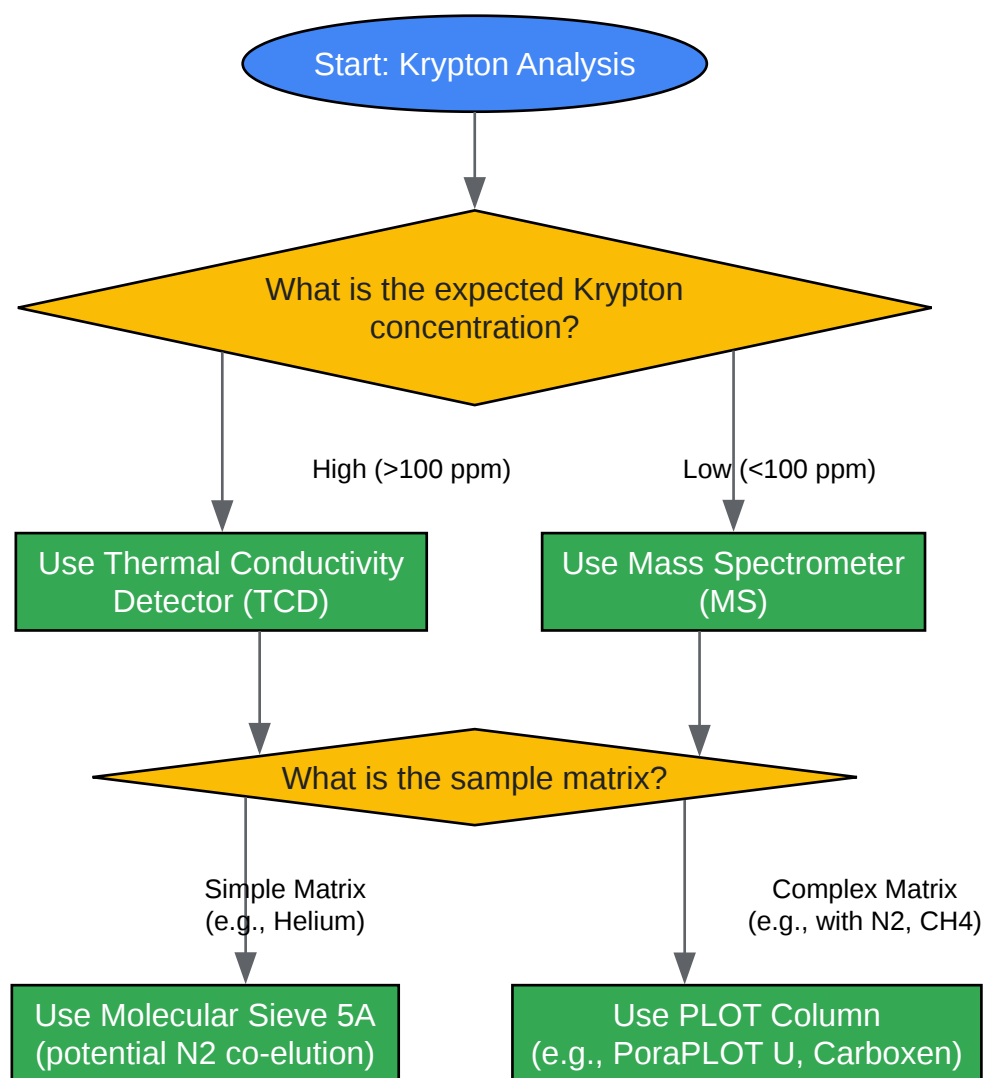 Start: Krypton Analysis
What is the expected Krypton
concentration?
High (>100 ppm)
Low (<100 ppm)
Use Thermal Conductivity
Detector (TCD)
Use Mass Spectrometer
(MS)
What is the sample matrix?
Simple Matrix
(e.g., Helium)
Complex Matrix
(e.g., with N2, CH4)
Use Molecular Sieve 5A
(potential N2 co-elution)
Use PLOT Column
(e.g., PoraPLOT U, Carboxen)